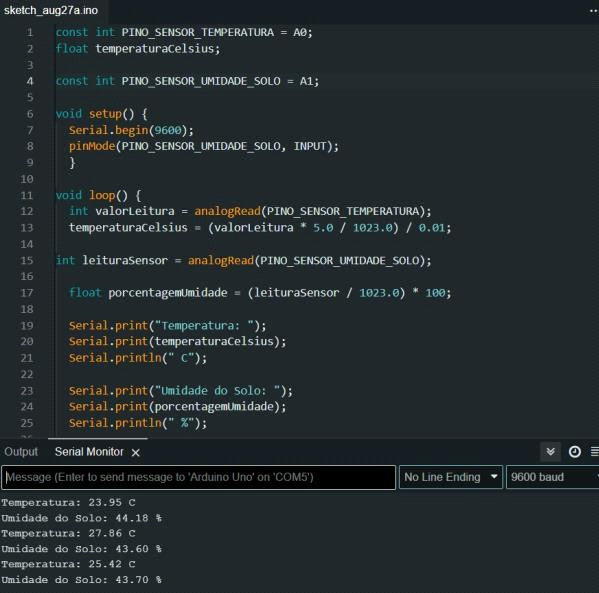 sketch_aug27a.ino
1 const int PINO_SENSOR_TEMPERATURA = A0;
2 float temperaturaCelsius;
3
4 const int PINO_SENSOR_UMIDADE_SOLO = A1;
5
6 void setup() {
7 Serial.begin(9600);
8 pinMode(PINO_SENSOR_UMIDADE_SOLO, INPUT);
9 }
10
11 void loop() {
12 int valorLeitura = analogRead(PINO_SENSOR_TEMPERATURA);
13 temperaturaCelsius = (valorLeitura * 5.0 / 1023.0) / 0.01;
14
15 int leituraSensor = analogRead(PINO_SENSOR_UMIDADE_SOLO);
16
17 float porcentagemUmidade = (leituraSensor / 1023.0) * 100;
18
19 Serial.print("Temperatura: ");
20 Serial.print(temperaturaCelsius);
21 Serial.println(" C");
22
23 Serial.print("Umidade do Solo: ");
24 Serial.print(porcentagemUmidade);
25 Serial.println(" %");
Output Serial Monitor
Message (Enter to send message to 'Arduino Uno' on 'COM5') No Line Ending 9600 baud
Temperatura: 23.95 C
Umidade do Solo: 44.18 %
Temperatura: 27.86 C
Umidade do Solo: 43.60 %
Temperatura: 25.42 C
Umidade do Solo: 43.70 %